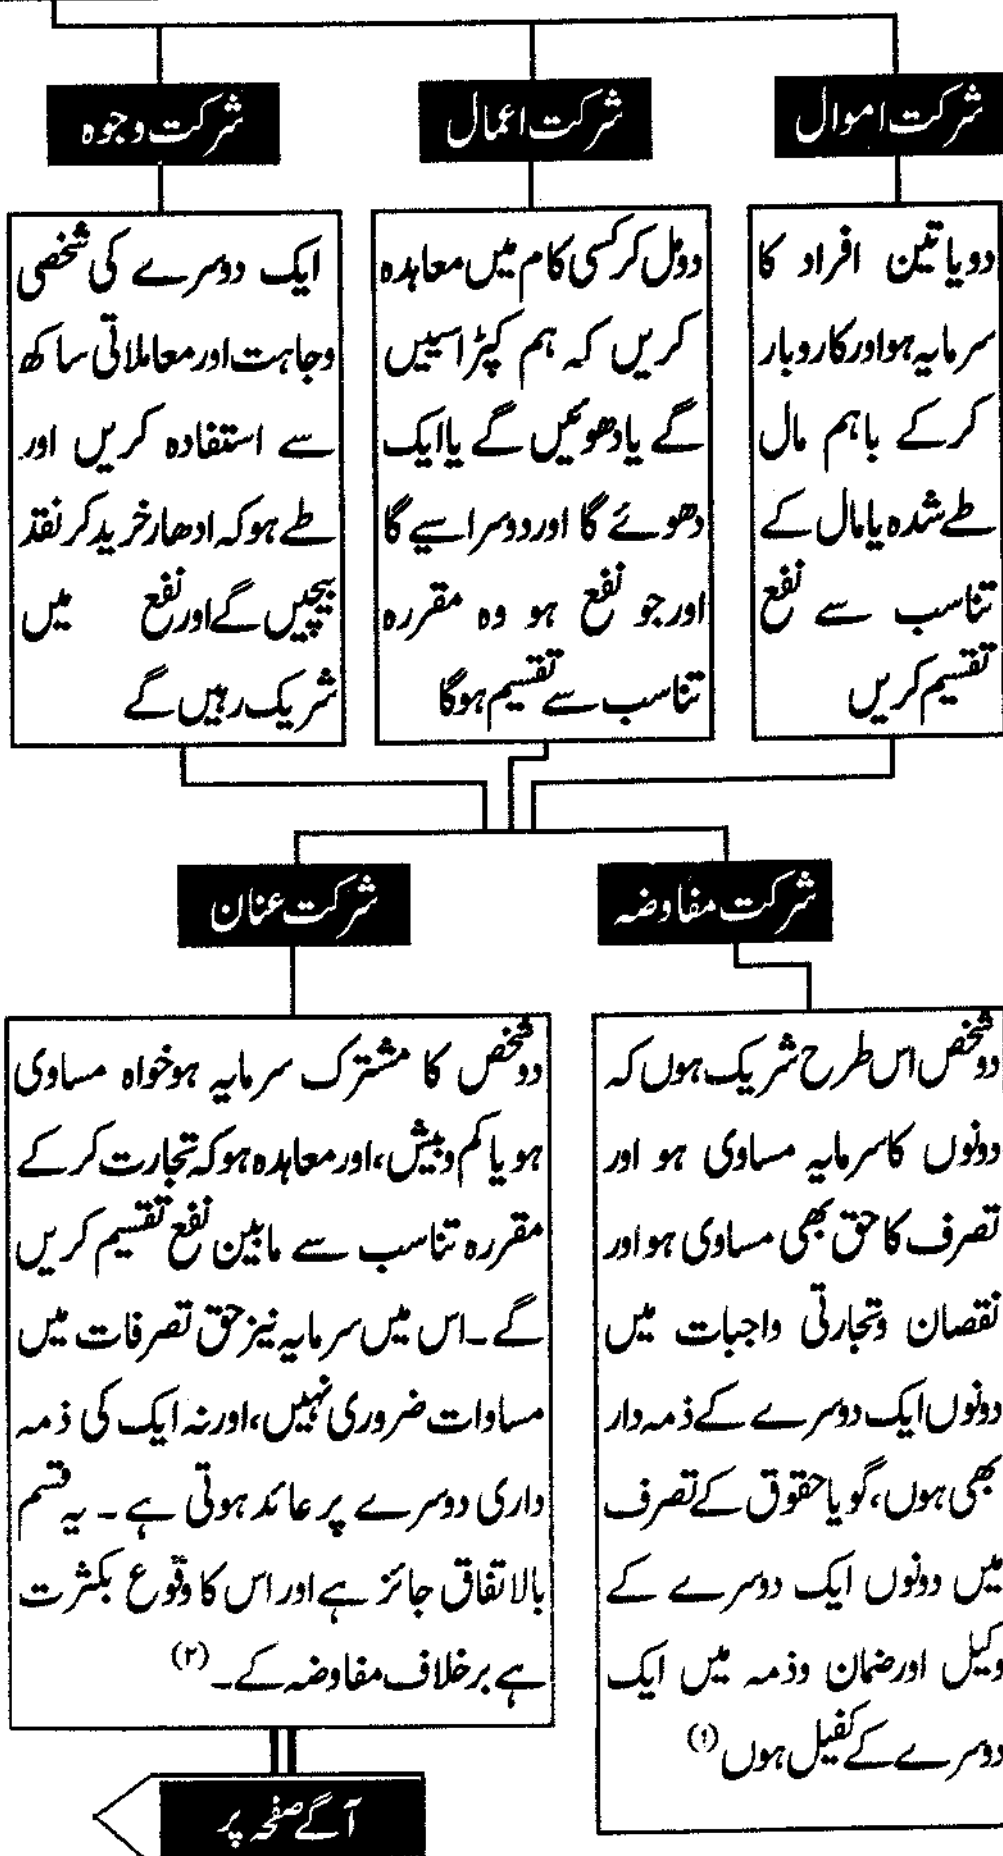 شرکت اموال
دو یا تین افراد کا
سرمایہ ہو اور کاروبار
کرکے باہم مال
طے شدہ یا مال کے
تناسب سے نفع
تقسیم کریں
شرکت اعمال
دو مل کر کسی کام میں معاہدہ
کریں کہ ہم کپڑا سییں
گے یا دھوئیں گے یا ایک
دھوئے گا اور دوسرا سیے گا
اور جو نفع ہو وہ مقررہ
تناسب سے تقسیم ہوگا
شرکت وجوہ
ایک دوسرے کی شخصی
وجاہت اور معاملاتی ساکھ
سے استفادہ کریں اور
طے ہو کہ ادھار خرید کر نقد
بیچیں گے اور نفع میں
شریک رہیں گے
شرکت مفاوضہ
دو شخص اس طرح شریک ہوں کہ
دونوں کا سرمایہ مساوی ہو اور
تصرف کا حق بھی مساوی ہو اور
نقصان وتجارتی واجبات میں
دونوں ایک دوسرے کے ذمہ دار
بھی ہوں، گویا حقوق کے تصرف
میں دونوں ایک دوسرے کے
وکیل اور ضمان وذمہ میں ایک
دوسرے کے کفیل ہوں (۱)
شرکت عنان
دو شخص کا مشترک سرمایہ ہو خواہ مساوی
ہو یا کم وبیش، اور معاہدہ ہو کہ تجارت کرکے
مقررہ تناسب سے مابین نفع تقسیم کریں
گے۔ اس میں سرمایہ نیز حق تصرفات میں
مساوات ضروری نہیں، اور نہ ایک کی ذمہ
داری دوسرے پر عائد ہوتی ہے۔ یہ قسم
بالاتفاق جائز ہے اور اس کا وقوع بکثرت
ہے برخلاف مفاوضہ کے۔ (۲)
آگے صفحہ پر